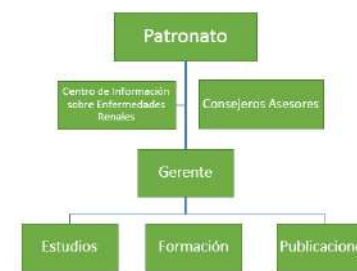 Patronato
Centro de Información
sobre Enfermedades
Renales
Consejeros Asesores
Gerente
Estudios
Formación
Publicacione